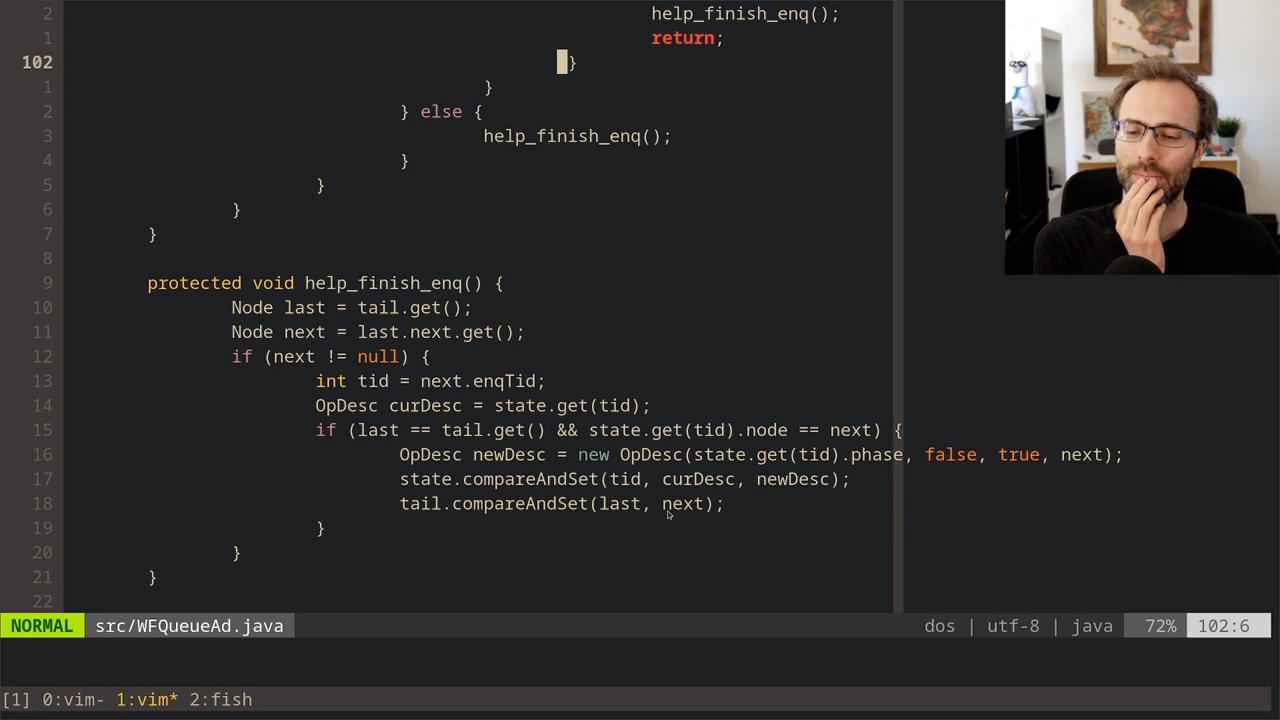 2 help_finish_enq();
1 return;
102 }
1 }
2 } else {
3 help_finish_enq();
4 }
5 }
6 }
7 }
8
9 protected void help_finish_enq() {
10 Node last = tail.get();
11 Node next = last.next.get();
12 if (next != null) {
13 int tid = next.enqTid;
14 OpDesc curDesc = state.get(tid);
15 if (last == tail.get() && state.get(tid).node == next) {
16 OpDesc newDesc = new OpDesc(state.get(tid).phase, false, true, next);
17 state.compareAndSet(tid, curDesc, newDesc);
18 tail.compareAndSet(last, next);
19 }
20 }
21 }
22
NORMAL src/WFQueueAd.java dos | utf-8 | java 72% 102:6
[1] 0:vim- 1:vim* 2:fish